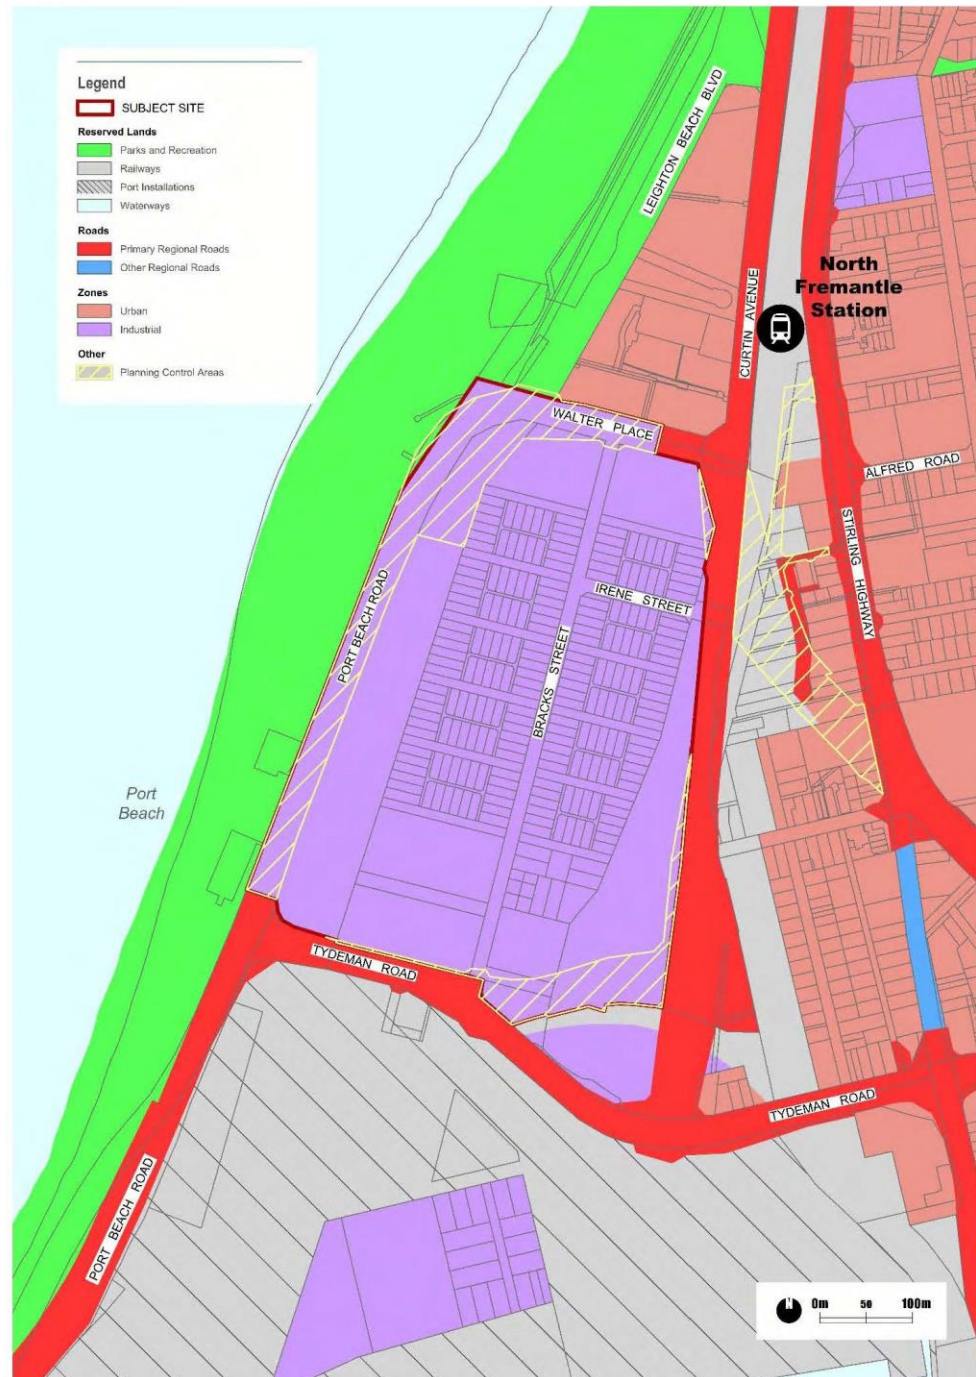 Legend
SUBJECT SITE
Reserved Lands
Parks and Recreation
Railways
Port Installations
Waterways
Roads
Primary Regional Roads
Other Regional Roads
Zones
Urban
Industrial
Other
Planning Control Areas
LEIGHTON BEACH BLVD
CURTIN AVENUE
North
Fremantle
Station
WALTER PLACE
ALFRED ROAD
STIRLING HIGHWAY
IRENE STREET
PORT BEACH ROAD
BRACKS STREET
Port
Beach
TYDEMAN ROAD
TYDEMAN ROAD
PORT BEACH ROAD
N
0m 50 100m